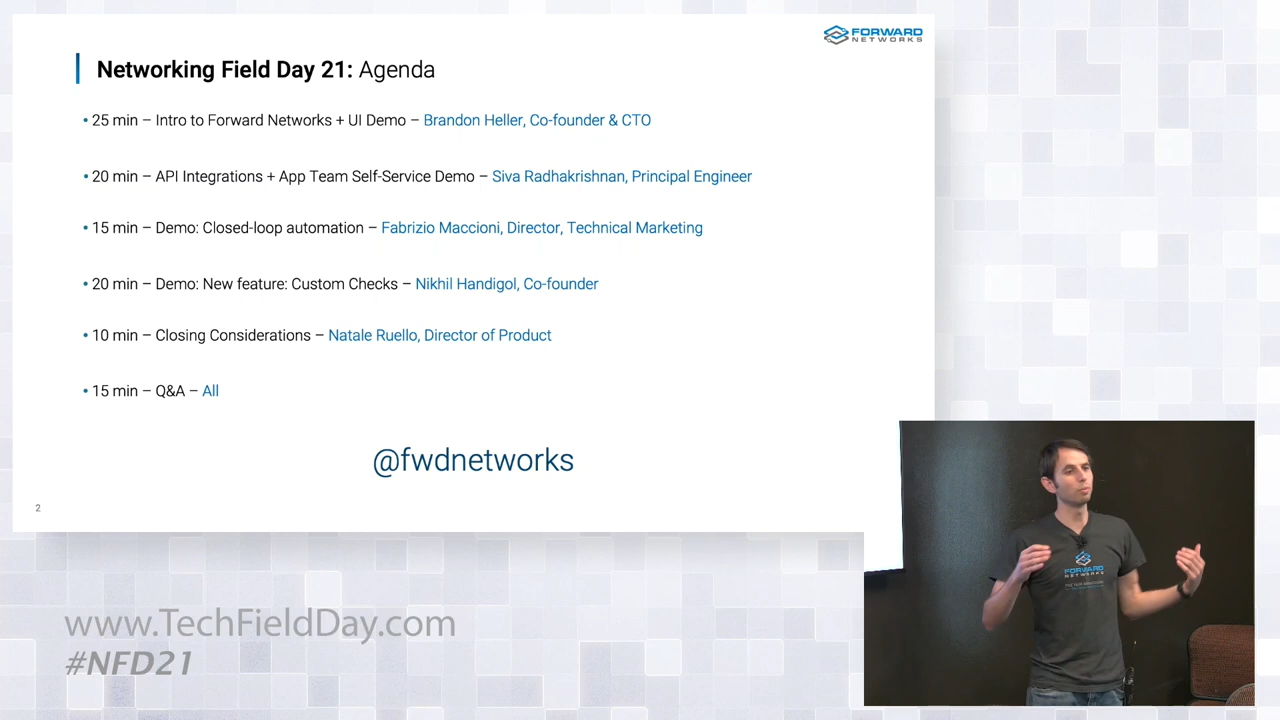 FORWARD
NETWORKS
Networking Field Day 21: Agenda
• 25 min – Intro to Forward Networks + UI Demo – Brandon Heller, Co-founder & CTO
• 20 min – API Integrations + App Team Self-Service Demo – Siva Radhakrishnan, Principal Engineer
• 15 min – Demo: Closed-loop automation – Fabrizio Maccioni, Director, Technical Marketing
• 20 min – Demo: New feature: Custom Checks – Nikhil Handigol, Co-founder
• 10 min – Closing Considerations – Natale Ruello, Director of Product
• 15 min – Q&A – All
@fwdnetworks
2
www.TechFieldDay.com
#NFD21
FORWARD
NETWORKS